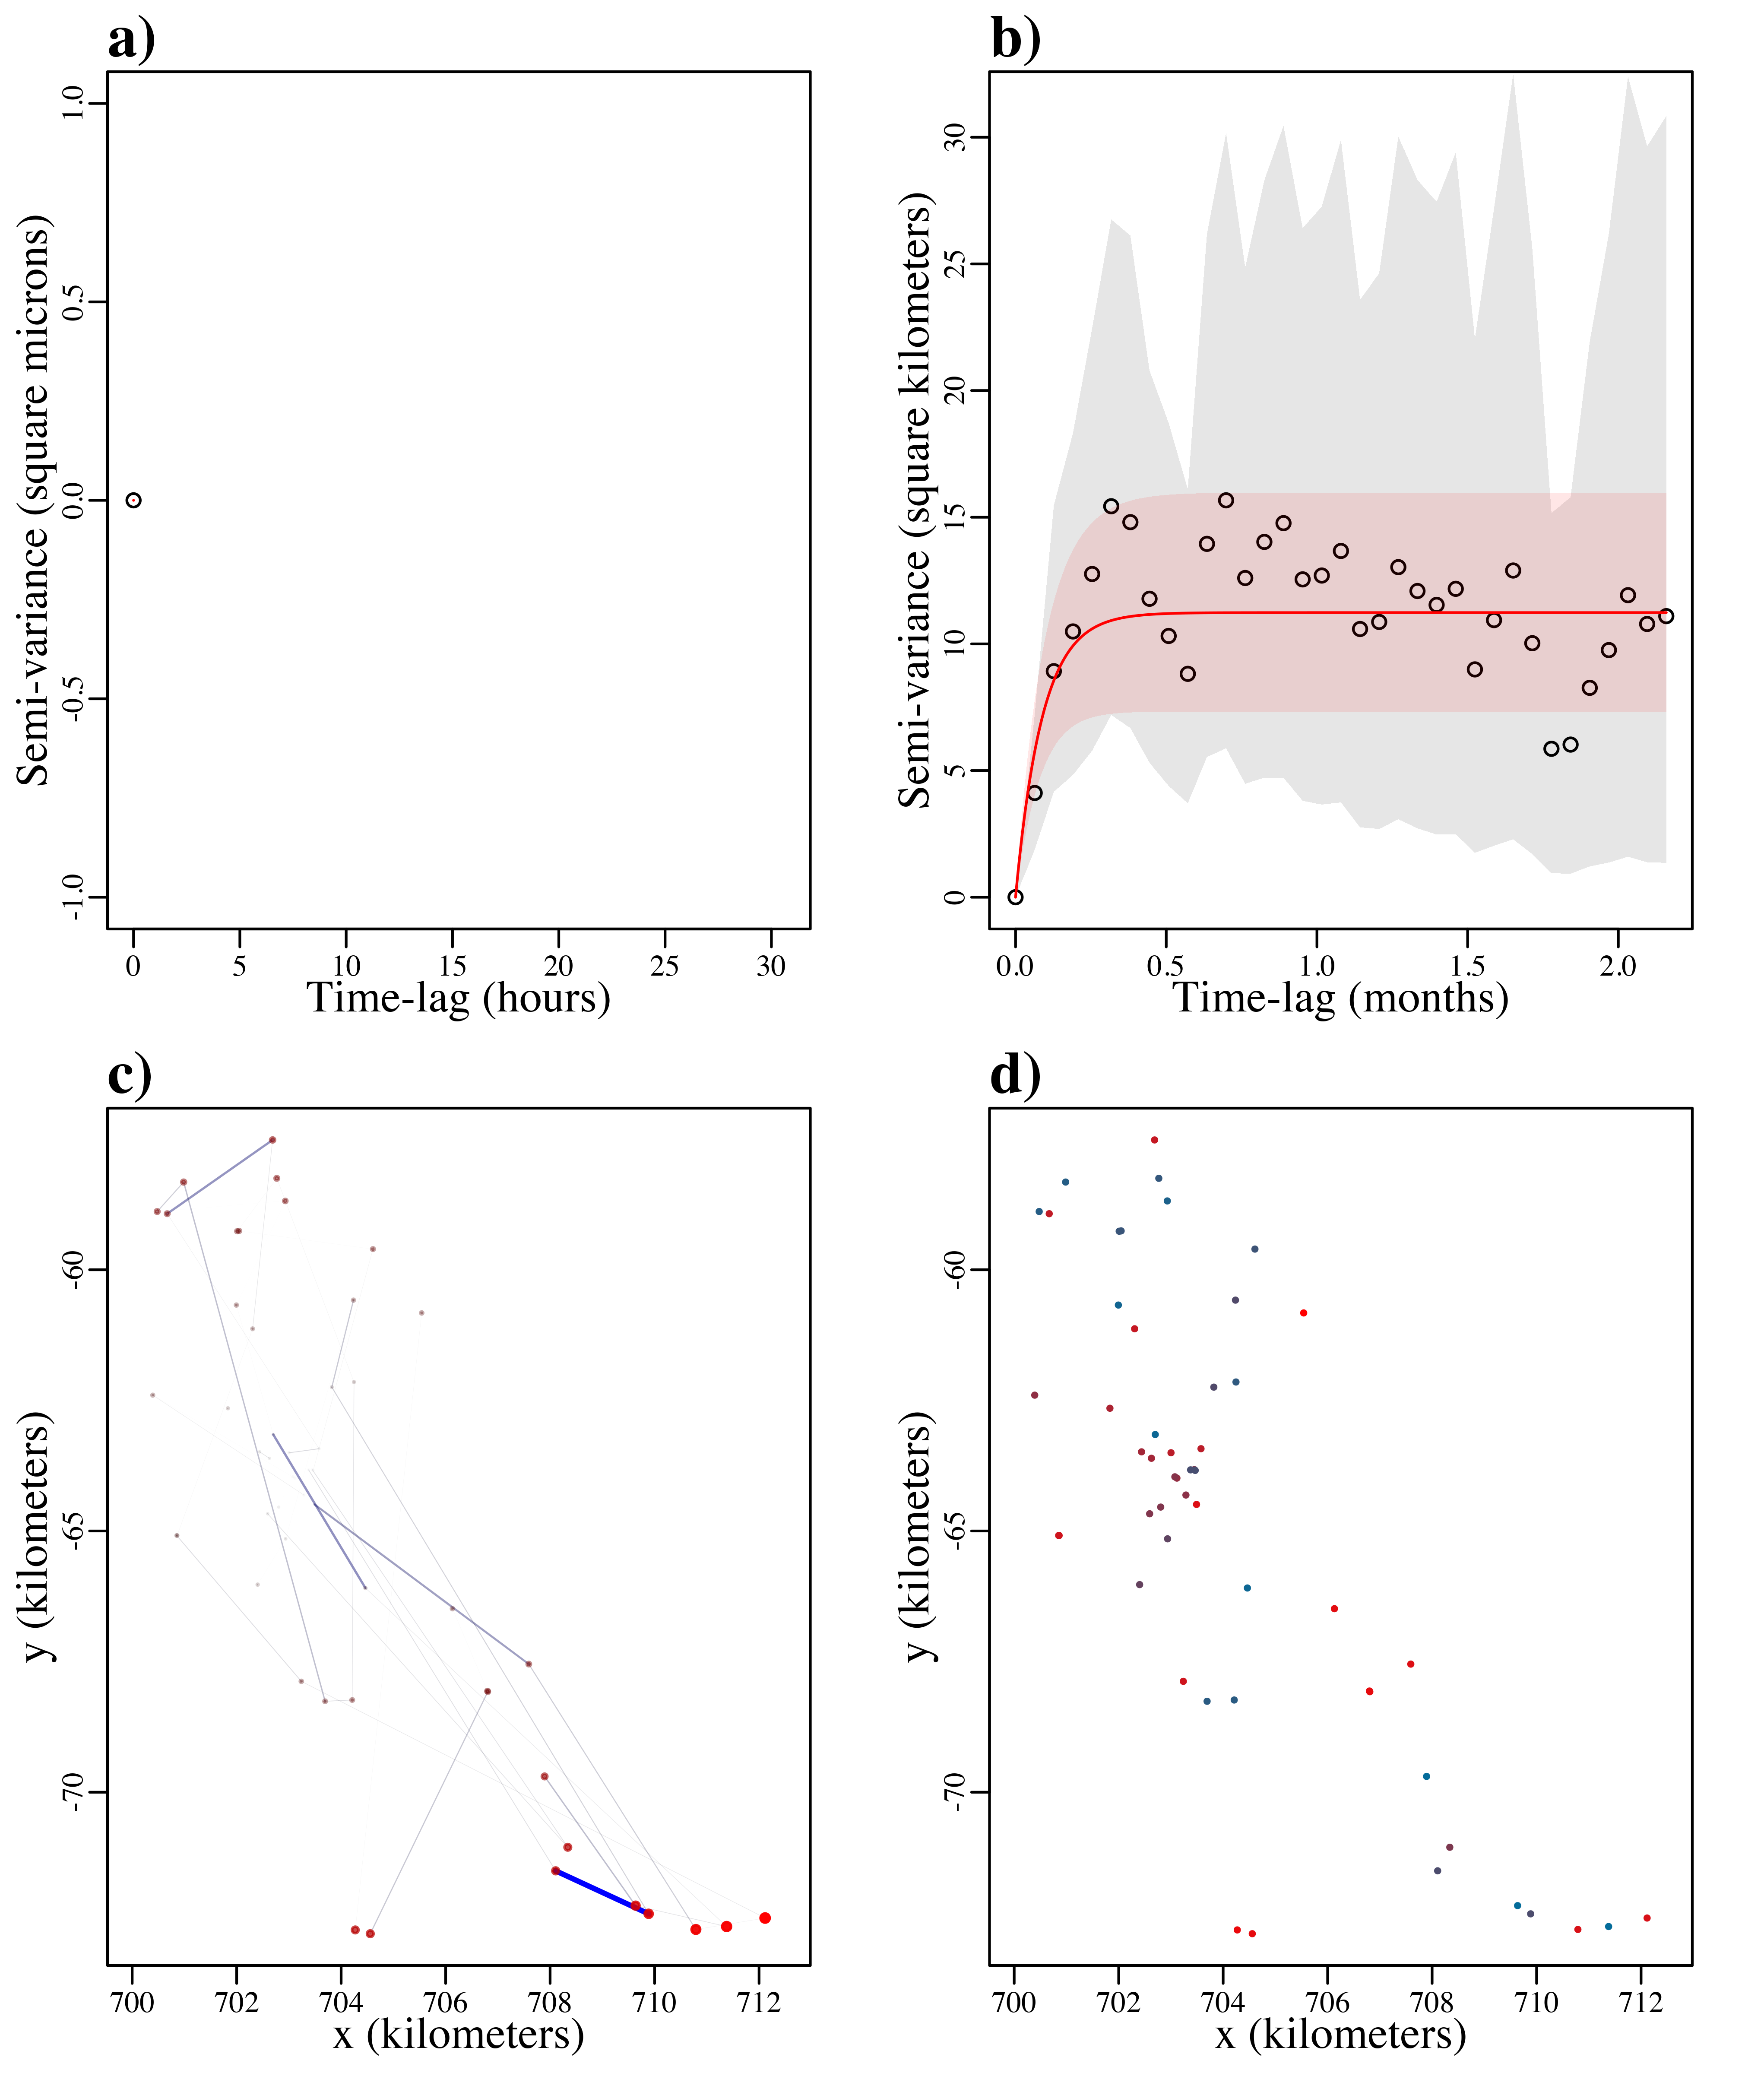 a)
Semi-variance (square microns)
1.0
0.5
0.0
-0.5
-1.0
0 5 10 15 20 25 30
Time-lag (hours)
b)
Semi-variance (square kilometers)
30
25
20
15
10
5
0
0.0 0.5 1.0 1.5 2.0
Time-lag (months)
c)
y (kilometers)
-60
-65
-70
700 702 704 706 708 710 712
x (kilometers)
d)
y (kilometers)
-60
-65
-70
700 702 704 706 708 710 712
x (kilometers)